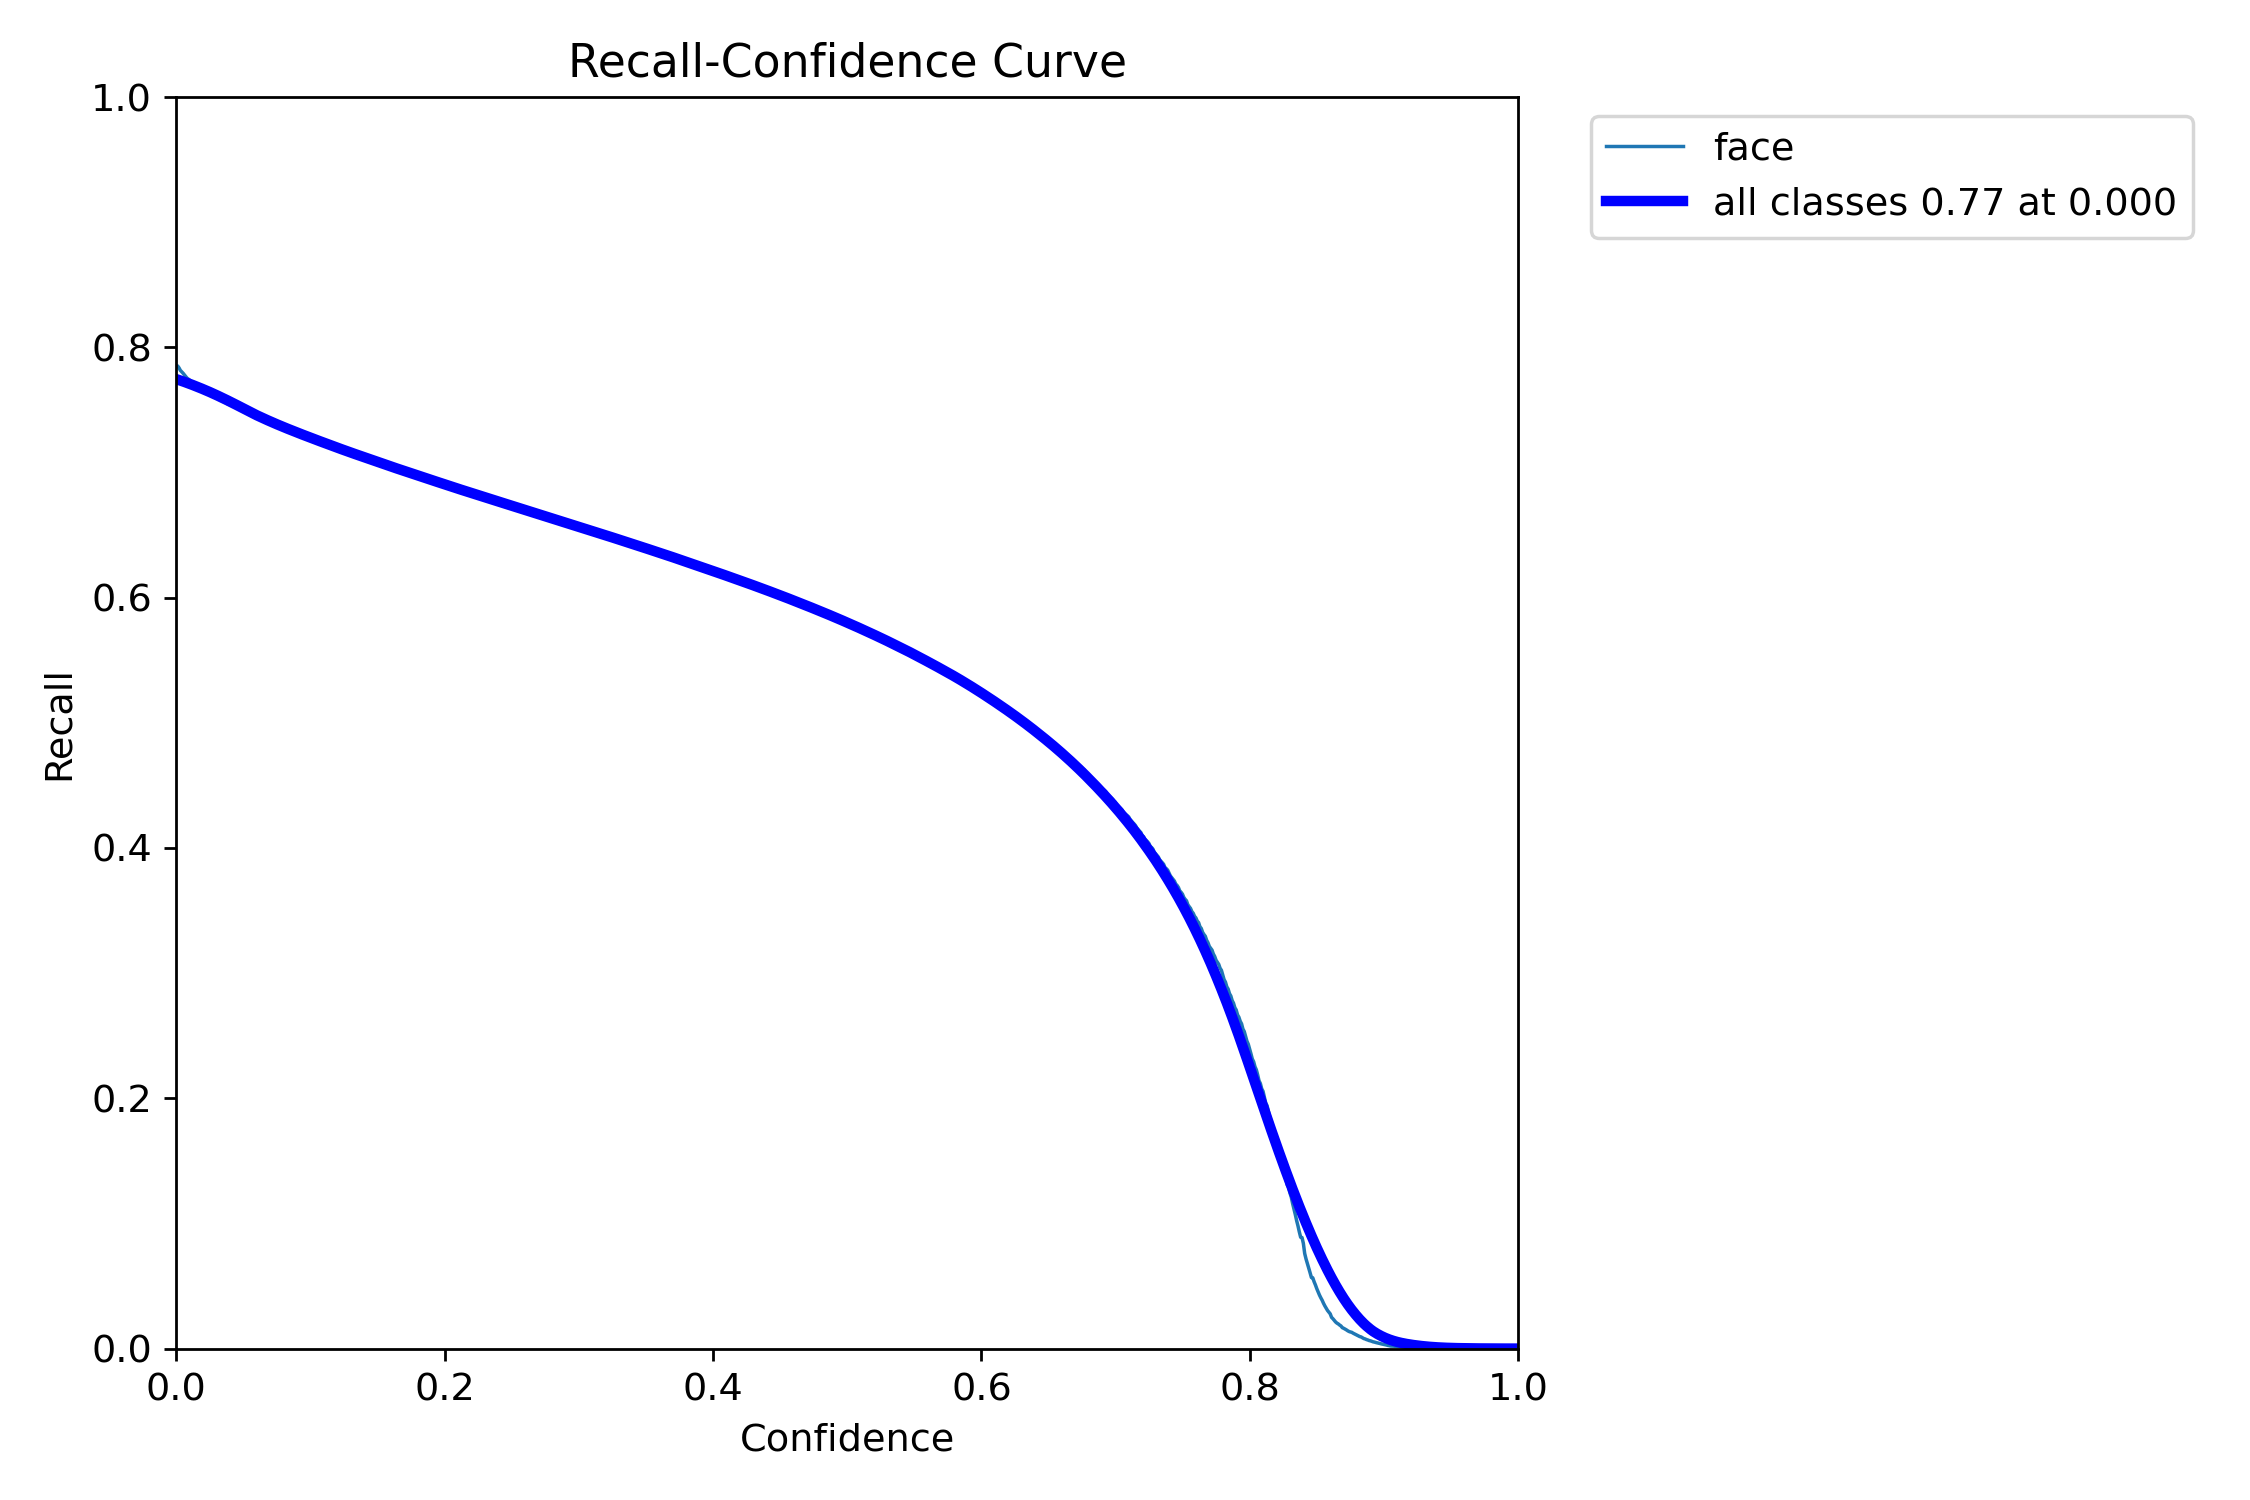 Recall-Confidence Curve
face
all classes 0.77 at 0.000
1.0
0.8
0.6
0.4
0.2
0.0
Recall
0.0 0.2 0.4 0.6 0.8 1.0
Confidence